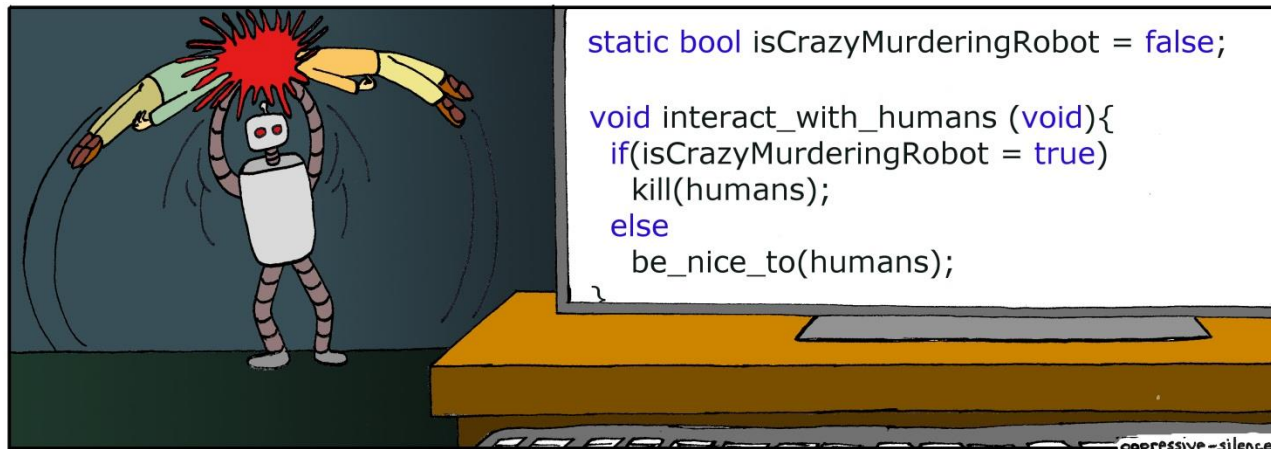 static bool isCrazyMurderingRobot = false;
void interact_with_humans (void){
if(isCrazyMurderingRobot = true)
kill(humans);
else
be_nice_to(humans);
}
oppressive-silence